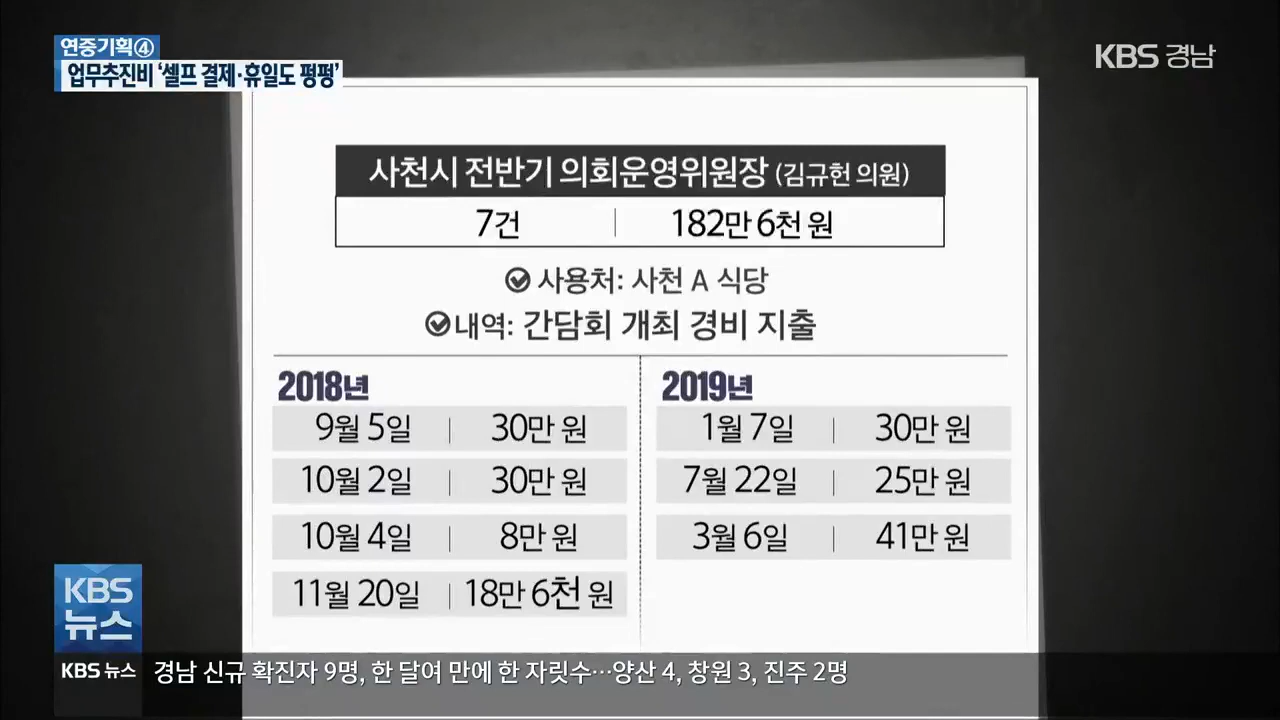 연중기획④
업무추진비 ‘셀프 결제·휴일도 펑펑’
KBS 경남
사천시 전반기 의회운영위원장 (김규헌 의원)
7건 182만 6천 원
사용처: 사천 A 식당
내역: 간담회 개최 경비 지출
2018년
9월 5일 30만 원
10월 2일 30만 원
10월 4일 8만 원
11월 20일 18만 6천 원
2019년
1월 7일 30만 원
7월 22일 25만 원
3월 6일 41만 원
KBS
뉴스
KBS 뉴스 경남 신규 확진자 9명, 한 달여 만에 한 자릿수…양산 4, 창원 3, 진주 2명